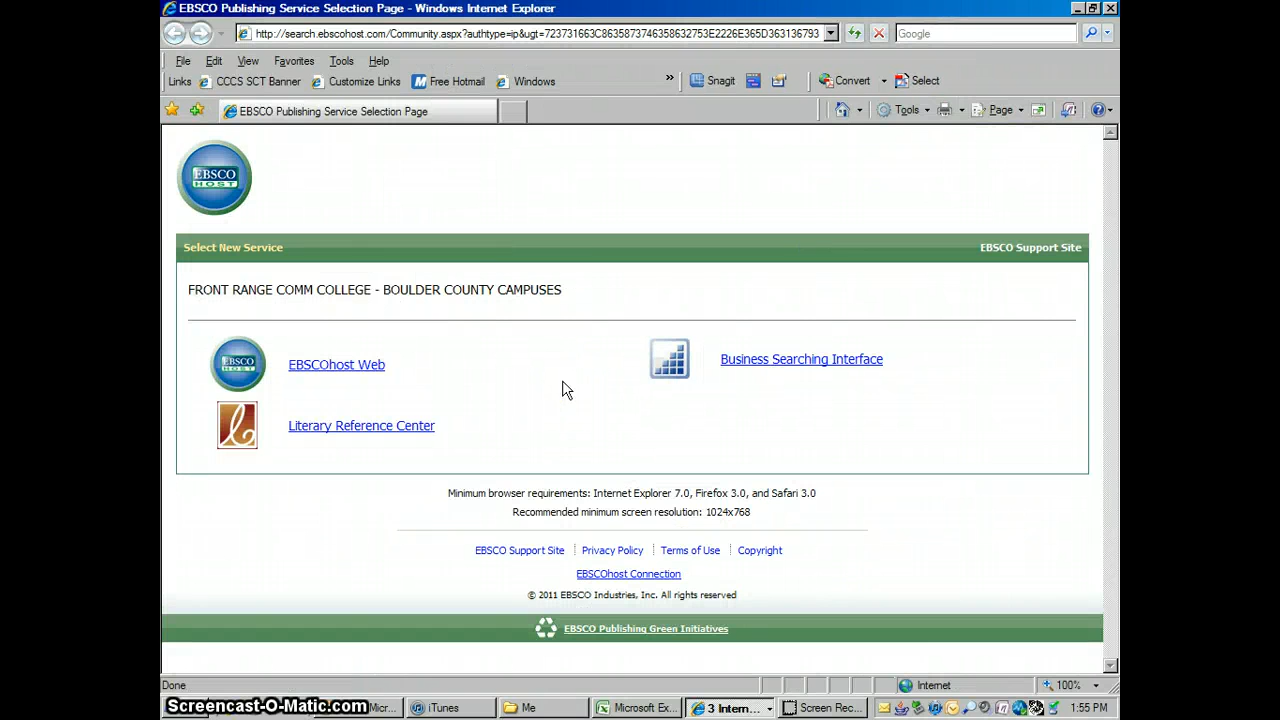 EBSCO Publishing Service Selection Page - Windows Internet Explorer
http://search.ebscohost.com/Community.aspx?authtype=ip&ugt=723731663C8635873746358632753E2226E365D363136793
Google
File Edit View Favorites Tools Help
Links CCCS SCT Banner Customize Links Free Hotmail Windows » Snagit Convert Select
EBSCO Publishing Service Selection Page Tools Page
EBSCO
HOST
Select New Service EBSCO Support Site
FRONT RANGE COMM COLLEGE - BOULDER COUNTY CAMPUSES
EBSCO
HOST
EBSCOhost Web Business Searching Interface
Literary Reference Center
Minimum browser requirements: Internet Explorer 7.0, Firefox 3.0, and Safari 3.0
Recommended minimum screen resolution: 1024x768
EBSCO Support Site Privacy Policy Terms of Use Copyright
EBSCOhost Connection
© 2011 EBSCO Industries, Inc. All rights reserved
EBSCO Publishing Green Initiatives
Done Internet 100%
Screencast-O-Matic.com Micr... iTunes Me Microsoft Ex... 3 Intern... Screen Rec... 1:55 PM